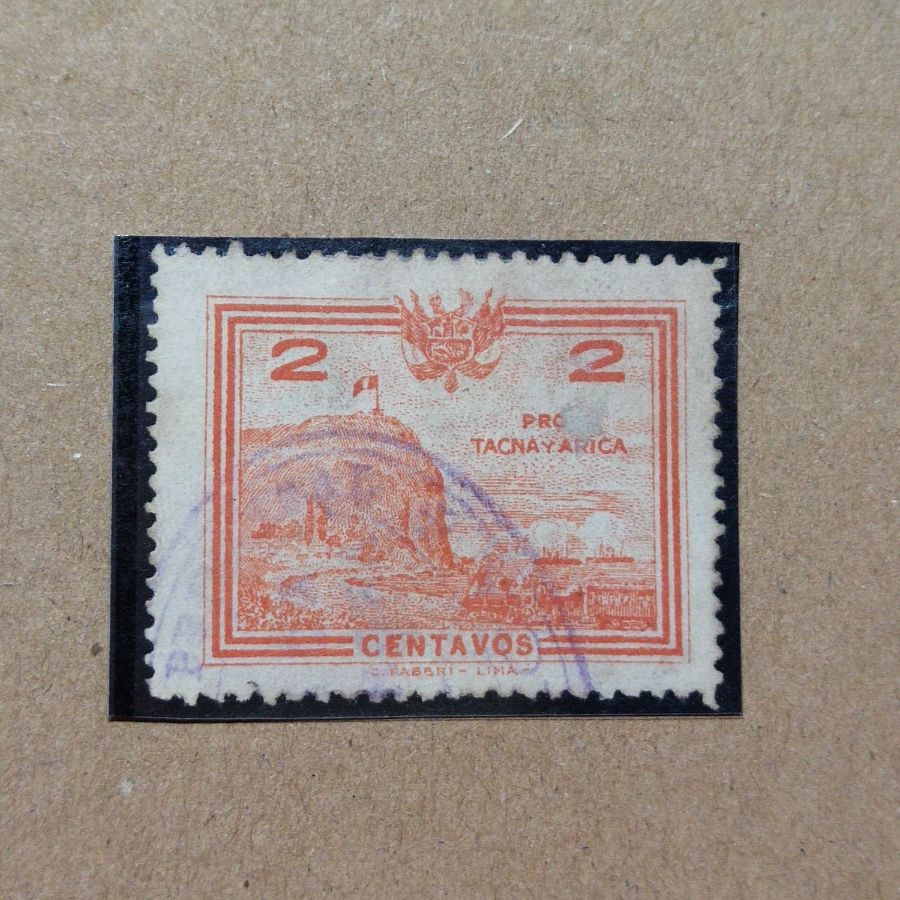 2 2
PRO
TACNA Y ARICA
CENTAVOS
C. FABBRI - LIMA